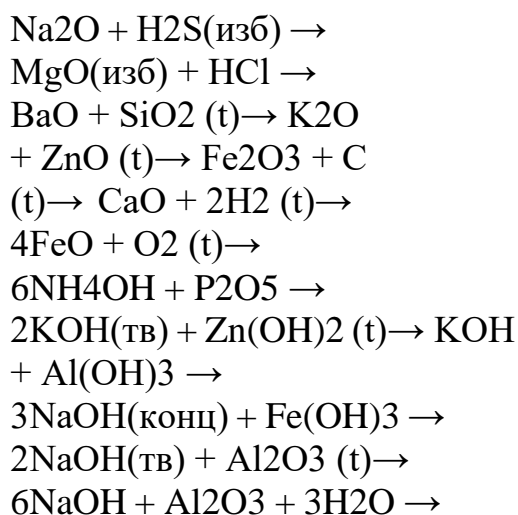 Na2O + H2S(изб) →
MgO(изб) + HCl →
BaO + SiO2 (t)→ K2O
+ ZnO (t)→ Fe2O3 + C
(t)→ CaO + 2H2 (t)→
4FeO + O2 (t)→
6NH4OH + P2O5 →
2KOH(тв) + Zn(OH)2 (t)→ KOH
+ Al(OH)3 →
3NaOH(конц) + Fe(OH)3 →
2NaOH(тв) + Al2O3 (t)→
6NaOH + Al2O3 + 3H2O →